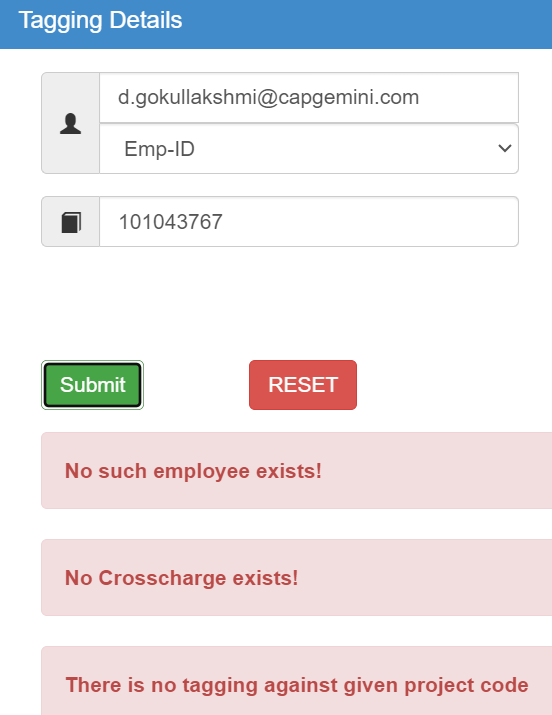 Tagging Details
d.gokullakshmi@capgemini.com
Emp-ID
101043767
Submit
RESET
No such employee exists!
No Crosscharge exists!
There is no tagging against given project code